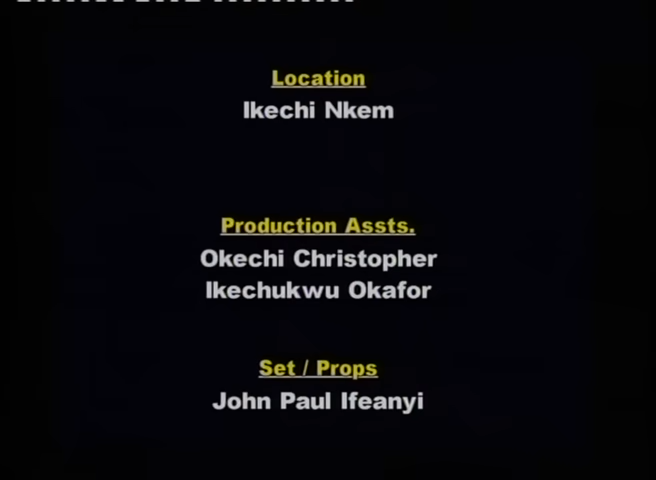 Location
Ikechi Nkem
Production Assts.
Okechi Christopher
Ikechukwu Okafor
Set / Props
John Paul Ifeanyi